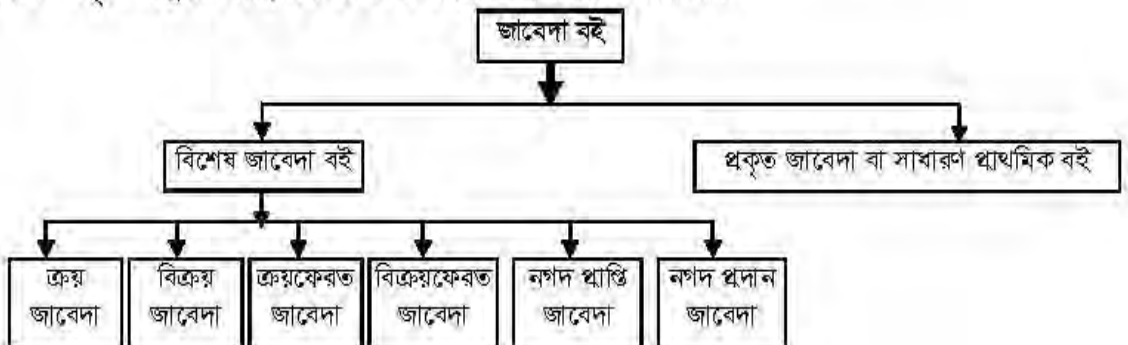 জাবেদা বই
বিশেষ জাবেদা বই
প্রকৃত জাবেদা বা সাধারণ প্রাথমিক বই
ক্রয়
জাবেদা
বিক্রয়
জাবেদা
ক্রয়ফেরত
জাবেদা
বিক্রয়ফেরত
জাবেদা
নগদ প্রাপ্তি
জাবেদা
নগদ প্রদান
জাবেদা